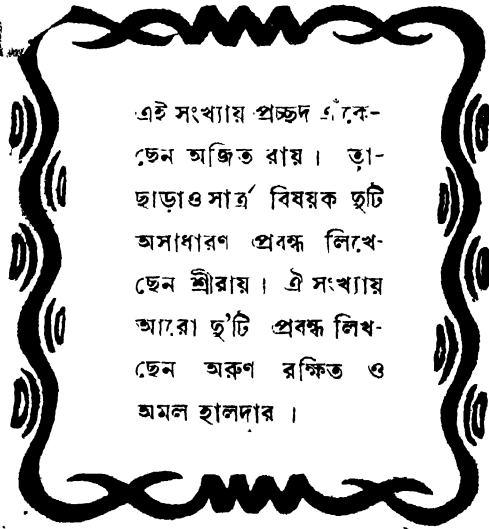 এই সংখ্যায় প্রচ্ছদ এঁকে-
ছেন অজিত রায়। তা-
ছাড়াও সার্ত্র বিষয়ক দুটি
অসাধারণ প্রবন্ধ লিখে-
ছেন শ্রীরায়। ঐ সংখ্যায়
আরো দু'টি প্রবন্ধ লিখ-
ছেন অরুণ রক্ষিত ও
অমল হালদার।